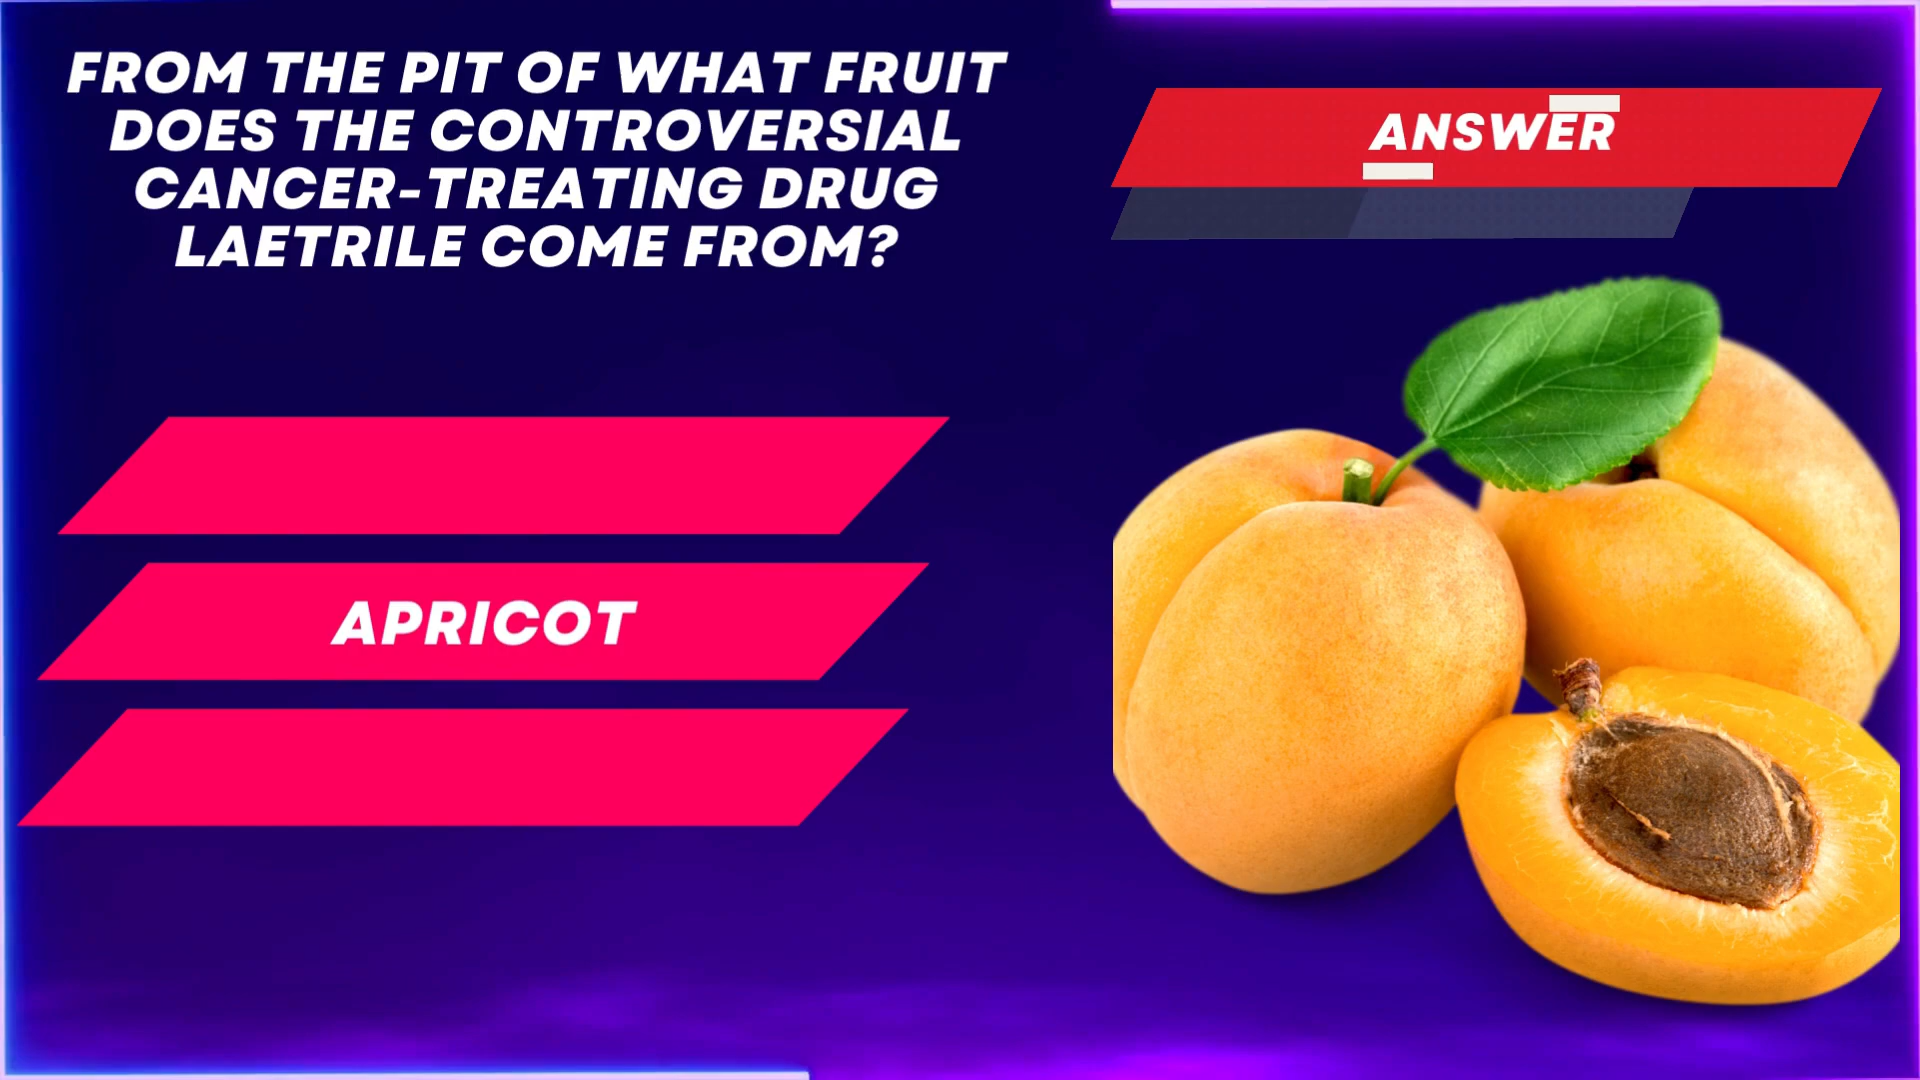 FROM THE PIT OF WHAT FRUIT
DOES THE CONTROVERSIAL
CANCER-TREATING DRUG
LAETRILE COME FROM?
ANSWER
APRICOT